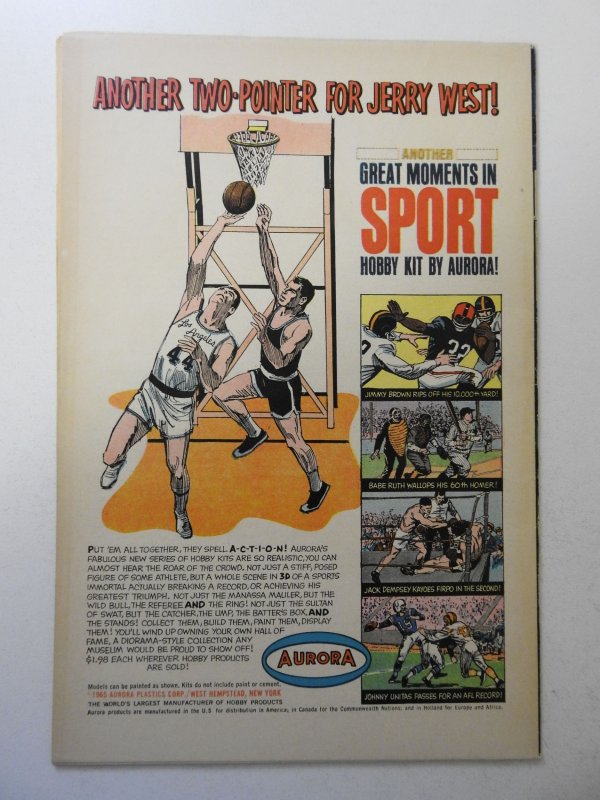 ANOTHER TWO-POINTER FOR JERRY WEST!
ANOTHER
GREAT MOMENTS IN
SPORT
HOBBY KIT BY AURORA!
Los
Angeles
44
32
JIMMY BROWN RIPS OFF HIS 10,000th YARD!
BABE RUTH WALLOPS HIS 60th HOMER!
JACK DEMPSEY KAYOES FIRPO IN THE SECOND!
JOHNNY UNITAS PASSES FOR AN AFL RECORD!
PUT 'EM ALL TOGETHER, THEY SPELL A-C-T-I-O-N! AURORA'S
FABULOUS NEW SERIES OF HOBBY KITS ARE SO REALISTIC, YOU CAN
ALMOST HEAR THE ROAR OF THE CROWD. NOT JUST A STIFF, POSED
FIGURE OF SOME ATHLETE, BUT A WHOLE SCENE IN 3D OF A SPORTS
IMMORTAL ACTUALLY BREAKING A RECORD, OR ACHIEVING HIS
GREATEST TRIUMPH. NOT JUST THE MANASSA MAULER, BUT THE
WILD BULL, THE REFEREE AND THE RING! NOT JUST THE SULTAN
OF SWAT, BUT THE CATCHER, THE UMP, THE BATTER'S BOX, AND
THE STANDS! COLLECT THEM, BUILD THEM, PAINT THEM, DISPLAY
THEM! YOU'LL WIND UP OWNING YOUR OWN HALL OF
FAME, A DIORAMA-STYLE COLLECTION ANY
MUSEUM WOULD BE PROUD TO SHOW OFF!
$1.98 EACH WHEREVER HOBBY PRODUCTS
ARE SOLD!
AURORA
Models can be painted as shown. Kits do not include paint or cement.
© 1965 AURORA PLASTICS CORP./WEST HEMPSTEAD, NEW YORK
THE WORLD'S LARGEST MANUFACTURER OF HOBBY PRODUCTS
Aurora products are manufactured in the U.S. for distribution in America; in Canada for the Commonwealth Nations; and in Holland for Europe and Africa.